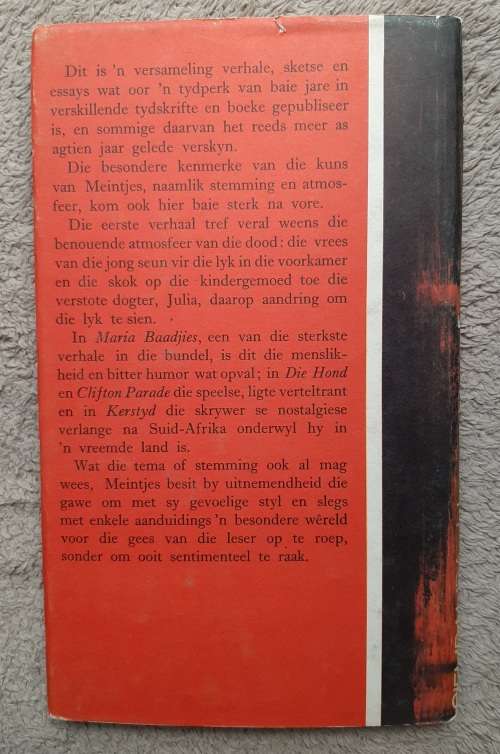 Dit is 'n versameling verhale, sketse en
essays wat oor 'n tydperk van baie jare in
verskillende tydskrifte en boeke gepubliseer
is, en sommige daarvan het reeds meer as
agtien jaar gelede verskyn.
Die besondere kenmerke van die kuns
van Meintjes, naamlik stemming en atmos-
feer, kom ook hier baie sterk na vore.
Die eerste verhaal tref veral weens die
benouende atmosfeer van die dood: die vrees
van die jong seun vir die lyk in die voorkamer
en die skok op die kindergemoed toe die
verstote dogter, Julia, daarop aandring om
die lyk te sien.
In Maria Baadjies, een van die sterkste
verhale in die bundel, is dit die menslik-
heid en bitter humor wat opval; in Die Hond
en Clifton Parade die speelse, ligte verteltrant
en in Kerstyd die skrywer se nostalgiese
verlange na Suid-Afrika onderwyl hy in
'n vreemde land is.
Wat die tema of stemming ook al mag
wees, Meintjes besit by uitnemendheid die
gawe om met sy gevoelige styl en slegs
met enkele aanduidings 'n besondere wêreld
voor die gees van die leser op te roep,
sonder om ooit sentimenteel te raak.